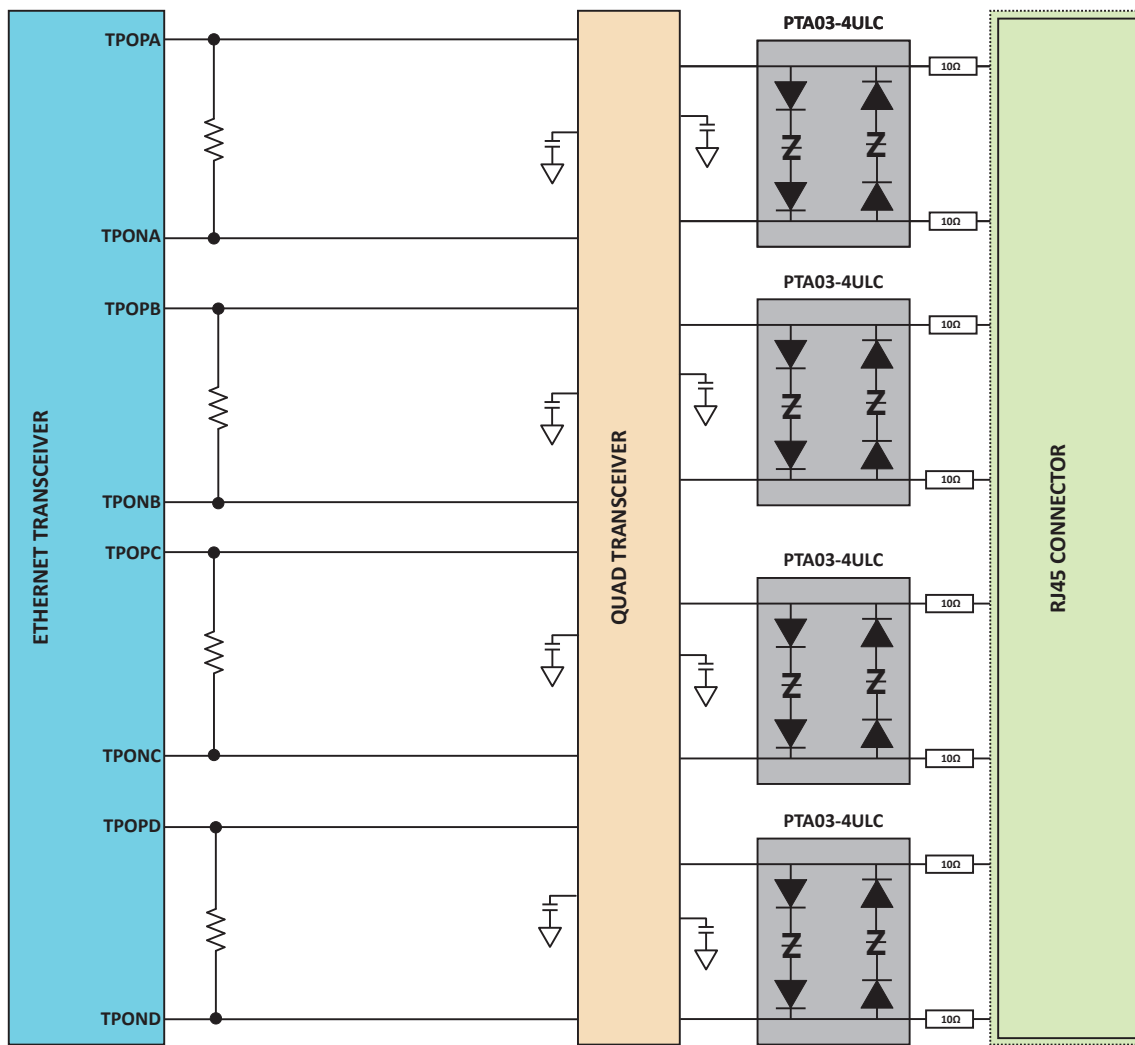 ETHERNET TRANSCEIVER
TPOPA
TPONA
TPOPB
TPONB
TPOPC
TPONC
TPOPD
TPOND
QUAD TRANSCEIVER
PTA03-4ULC
10Ω
10Ω
PTA03-4ULC
10Ω
10Ω
PTA03-4ULC
10Ω
10Ω
PTA03-4ULC
10Ω
10Ω
RJ45 CONNECTOR